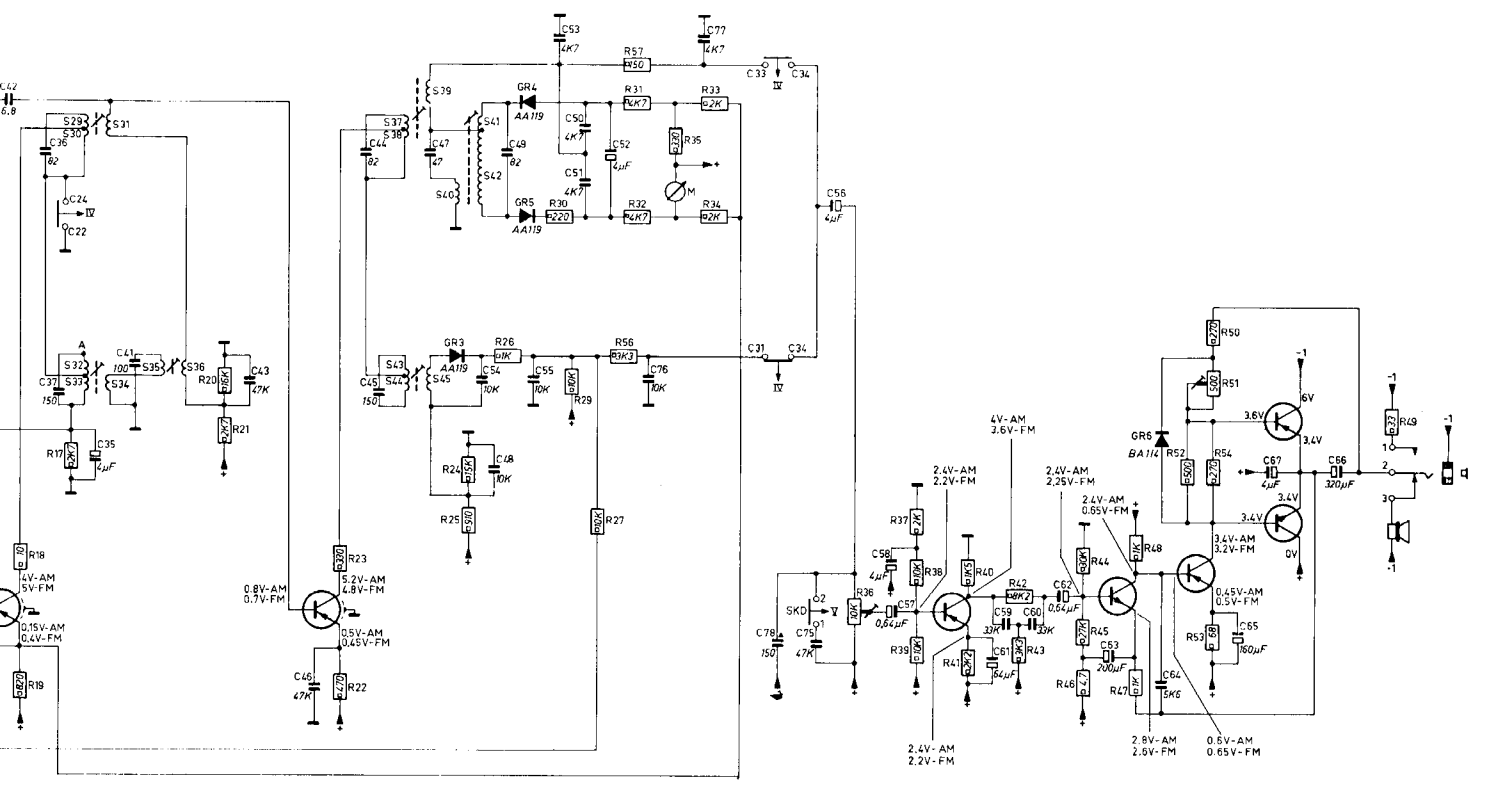 C42
6.8
S29
S30
S31
C36
82
C24
IV
C22
A
S32
S33
C37
150
S34
C41
100
S35
S36
R20
16K
C43
47K
R21
2K7
+
R17
2K7
C35
4µF
+
R18
10
4V-AM
5V-FM
0,15V-AM
0,4V-FM
R19
820
+
0.8V-AM
0.7V-FM
R23
330
5.2V-AM
4.8V-FM
0,5V-AM
0.45V-FM
C46
47K
R22
470
+
S37
S38
C44
82
S39
C47
47
S40
S41
S42
C49
82
GR4
AA119
GR5
AA119
R30
220
C53
4K7
C50
4K7
C51
4K7
C52
4µF
R57
150
R31
4K7
R32
4K7
C77
4K7
R33
2K
R35
330
+
M
R34
2K
C33
C34
IV
S43
S44
C45
150
S45
GR3
AA119
R26
1K
C54
10K
C55
10K
R29
10K
+
R56
3K3
C76
10K
C31
C34
IV
R24
15K
C48
10K
R25
910
+
R27
10K
C56
4µF
C78
150
SKD
2
V
1
C75
47K
R36
10K
+
C58
4µF
+
R37
2K
R38
10K
C57
0,64µF
R39
10K
+
2.4V-AM
2.2V-FM
4V-AM
3.6V-FM
R40
1K5
R42
8K2
C59
33K
C60
33K
R41
2K2
+
C61
64µF
R43
3K3
+
2.4V-AM
2.2V-FM
2,4V-AM
2,25V-FM
C62
0,64µF
R44
30K
R45
27K
C63
200µF
R46
4,7
+
R47
1K
2.4V-AM
0.65V-FM
+
R48
1K
C64
5K6
2.8V-AM
2.6V-FM
0.6V-AM
0.65V-FM
3,4V-AM
3.2V-FM
0,45V-AM
0.5V-FM
R53
68
+
C65
160µF
R50
270
R51
500
GR6
BA114
R52
500
R54
270
-1
6V
3.6V
3,4V
3.4V
3.4V
0V
+
+
C67
4µF
C66
320µF
-1
R49
33
1
2
3
-1
-1